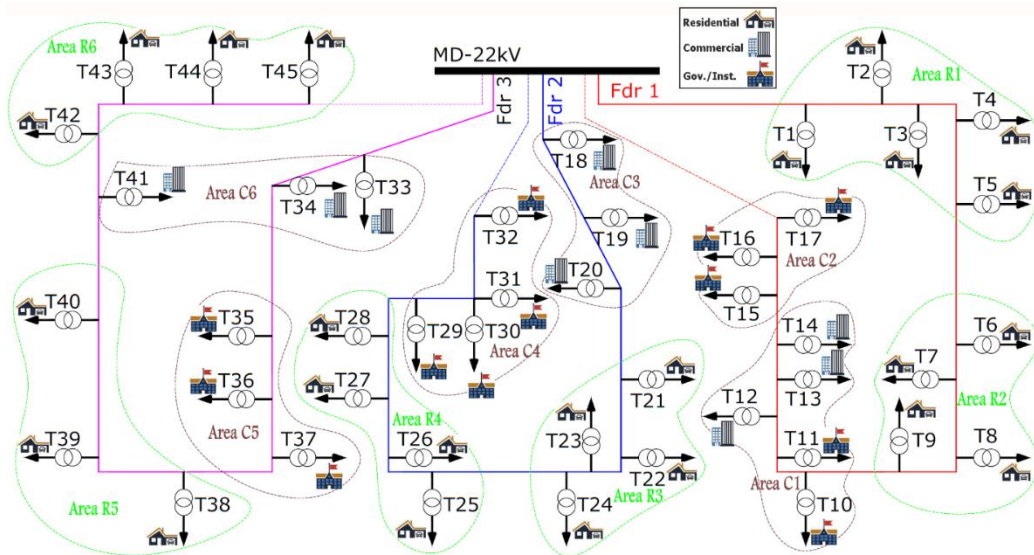 Residential
Commercial
Gov./Inst.
MD-22kV
Fdr 3
Fdr 2
Fdr 1
Area R6
T43
T44
T45
T42
T41
Area C6
T34
T33
T18
Area C3
T19
T20
T32
T31
T29
T30
Area C4
T2
Area R1
T1
T3
T4
T5
T17
T16
Area C2
T15
T14
T13
T12
T11
Area C1
T10
T6
T7
Area R2
T9
T8
T40
T39
Area R5
T38
T35
T36
Area C5
T37
T28
T27
Area R4
T26
T25
T21
T23
T22
Area R3
T24